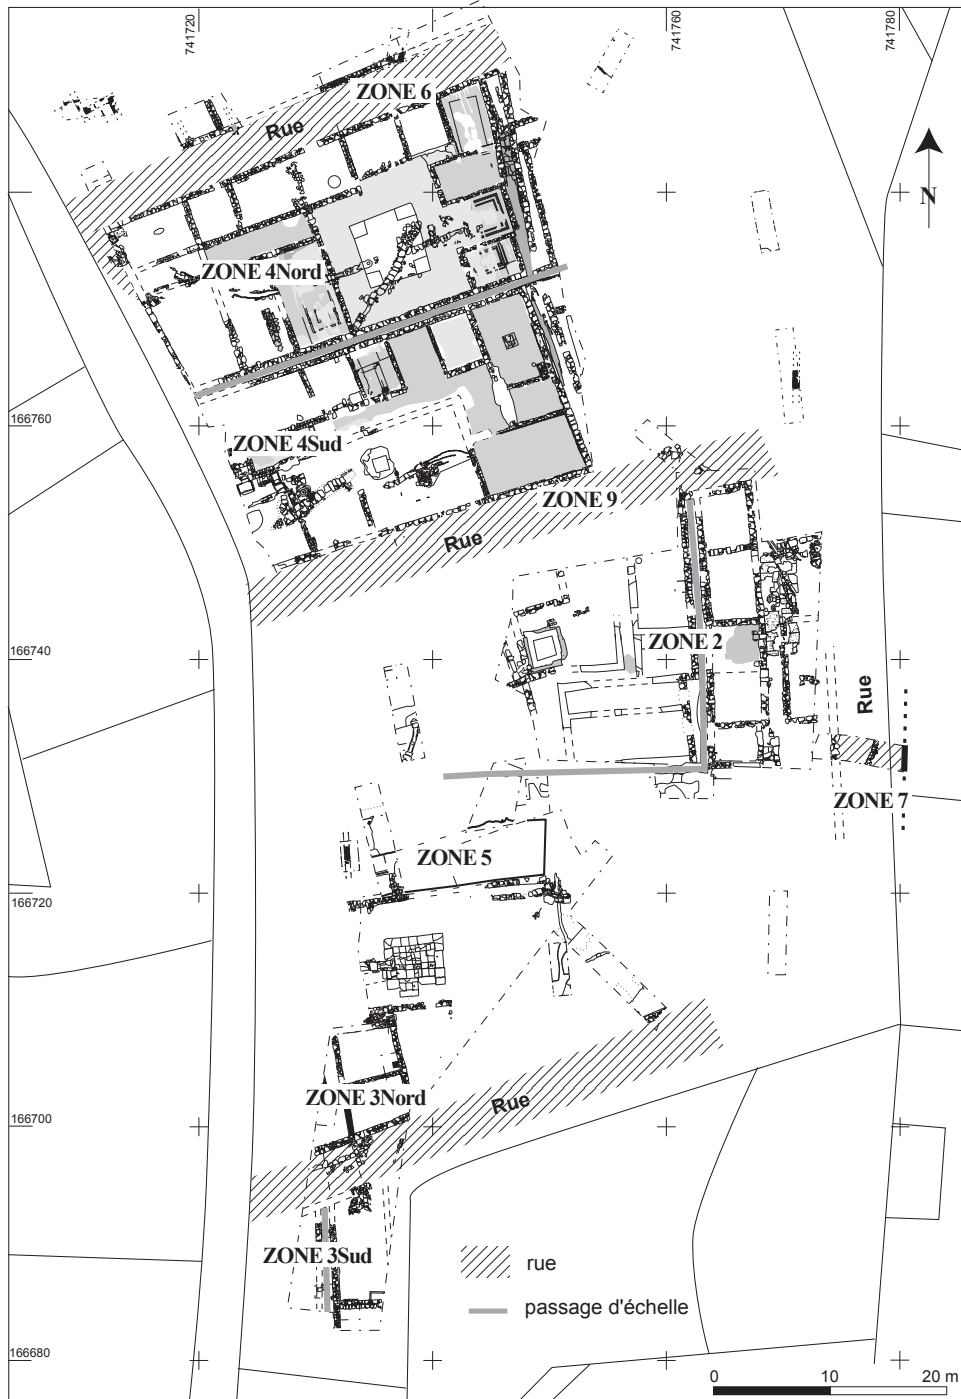 741720
741760
741780
ZONE 6
Rue
N
ZONE 4Nord
166760
ZONE 4Sud
ZONE 9
Rue
166740
ZONE 2
Rue
ZONE 7
ZONE 5
166720
ZONE 3Nord
Rue
166700
ZONE 3Sud
rue
passage d'échelle
166680
0 10 20 m